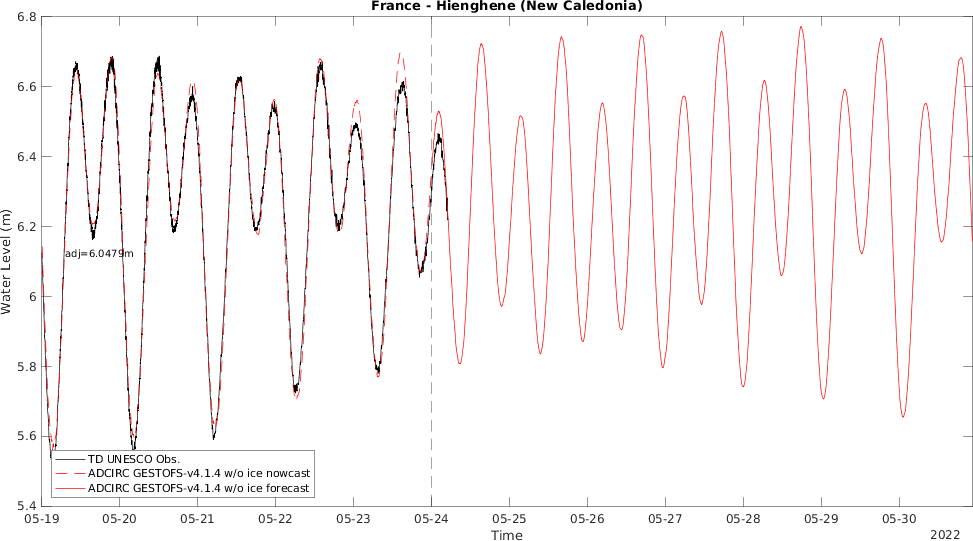 France - Hienghene (New Caledonia)
6.8
6.6
6.4
6.2
6
5.8
5.6
5.4
Water Level (m)
adj=6.0479m
TD UNESCO Obs.
ADCIRC GESTOFS-v4.1.4 w/o ice nowcast
ADCIRC GESTOFS-v4.1.4 w/o ice forecast
05-19 05-20 05-21 05-22 05-23 05-24 05-25 05-26 05-27 05-28 05-29 05-30
Time
2022